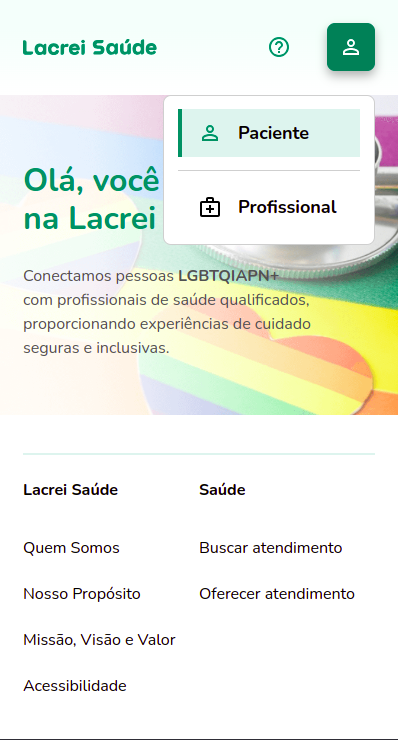 Lacrei Saúde
Paciente
Profissional
Olá, você
na Lacrei
Conectamos pessoas LGBTQIAPN+
com profissionais de saúde qualificados,
proporcionando experiências de cuidado
seguras e inclusivas.
Lacrei Saúde
Quem Somos
Nosso Propósito
Missão, Visão e Valor
Acessibilidade
Saúde
Buscar atendimento
Oferecer atendimento